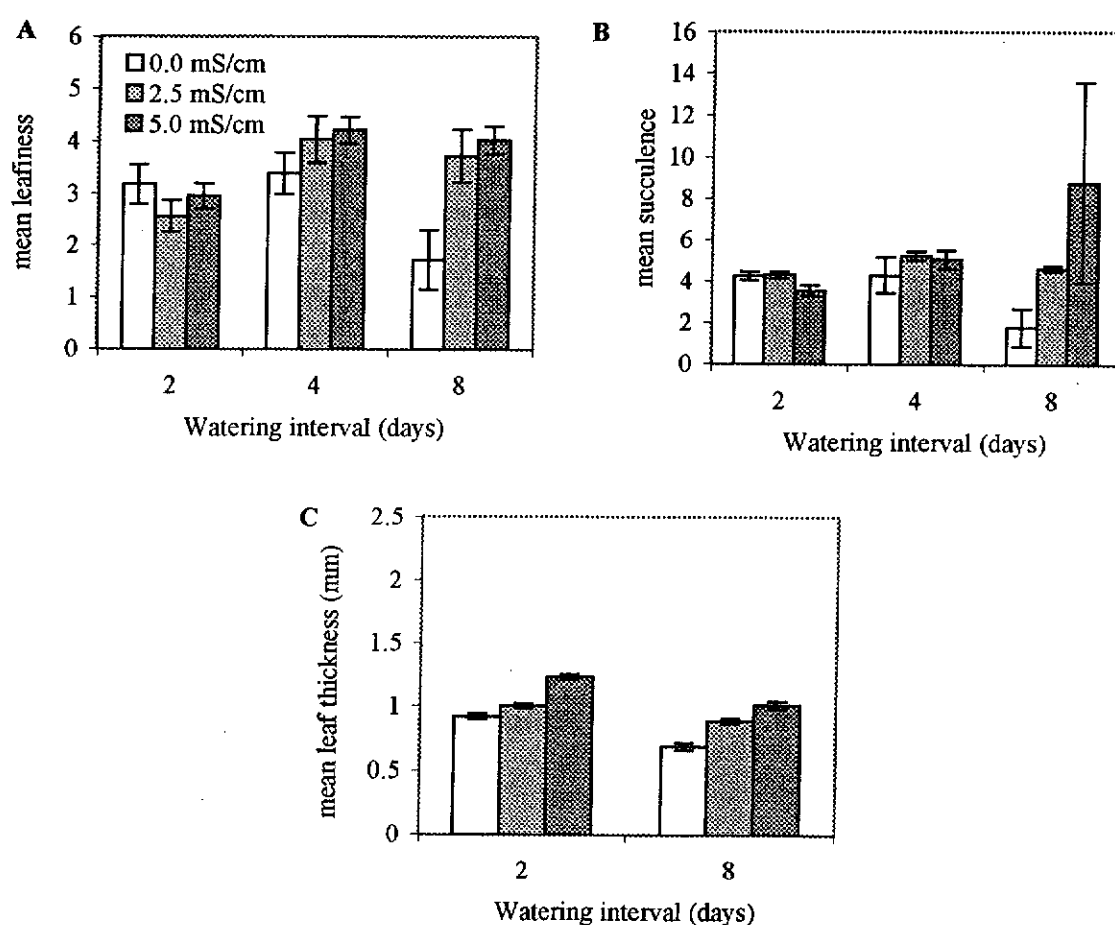 A
6
5
4
3
2
1
0
mean leafiness
0.0 mS/cm
2.5 mS/cm
5.0 mS/cm
2
4
8
Watering interval (days)
B
16
14
12
10
8
6
4
2
0
mean succulence
2
4
8
Watering interval (days)
C
2.5
2
1.5
1
0.5
0
mean leaf thickness (mm)
2
8
Watering interval (days)